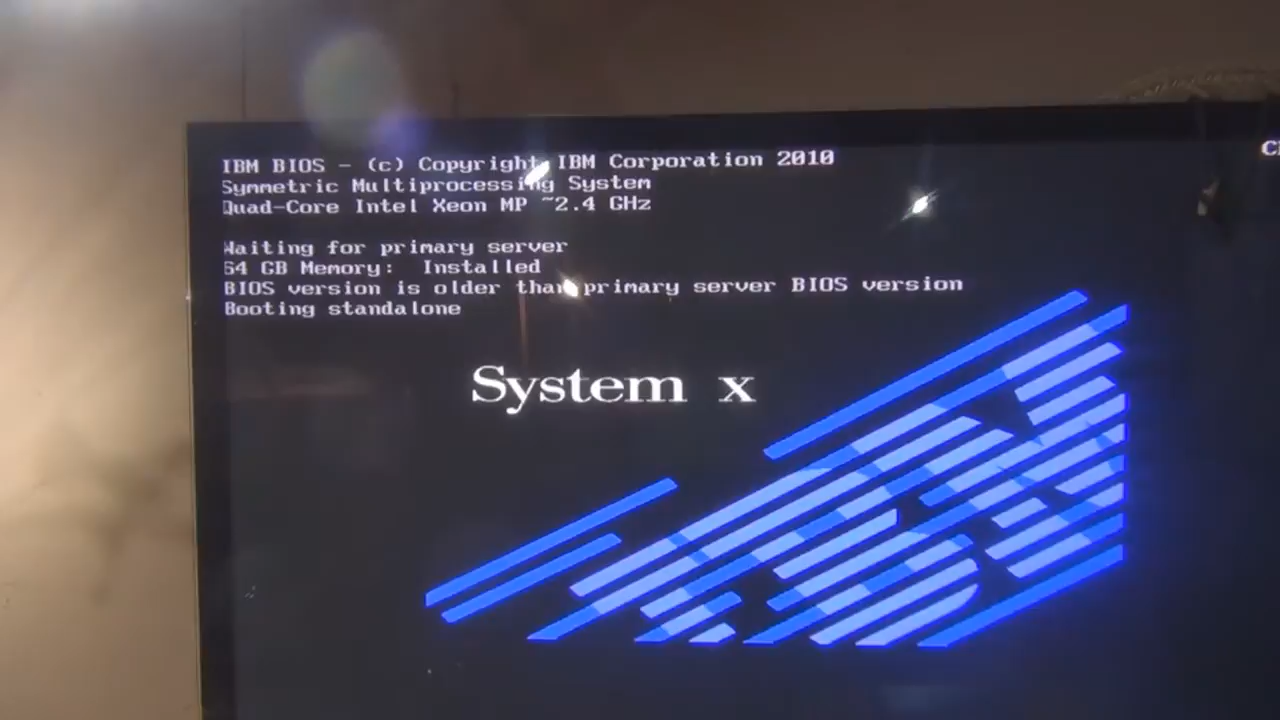 IBM BIOS - (c) Copyright IBM Corporation 2010
Symmetric Multiprocessing System
Quad-Core Intel Xeon MP ~2.4 GHz
Waiting for primary server
64 GB Memory: Installed
BIOS version is older than primary server BIOS version
Booting standalone
System x
IBM